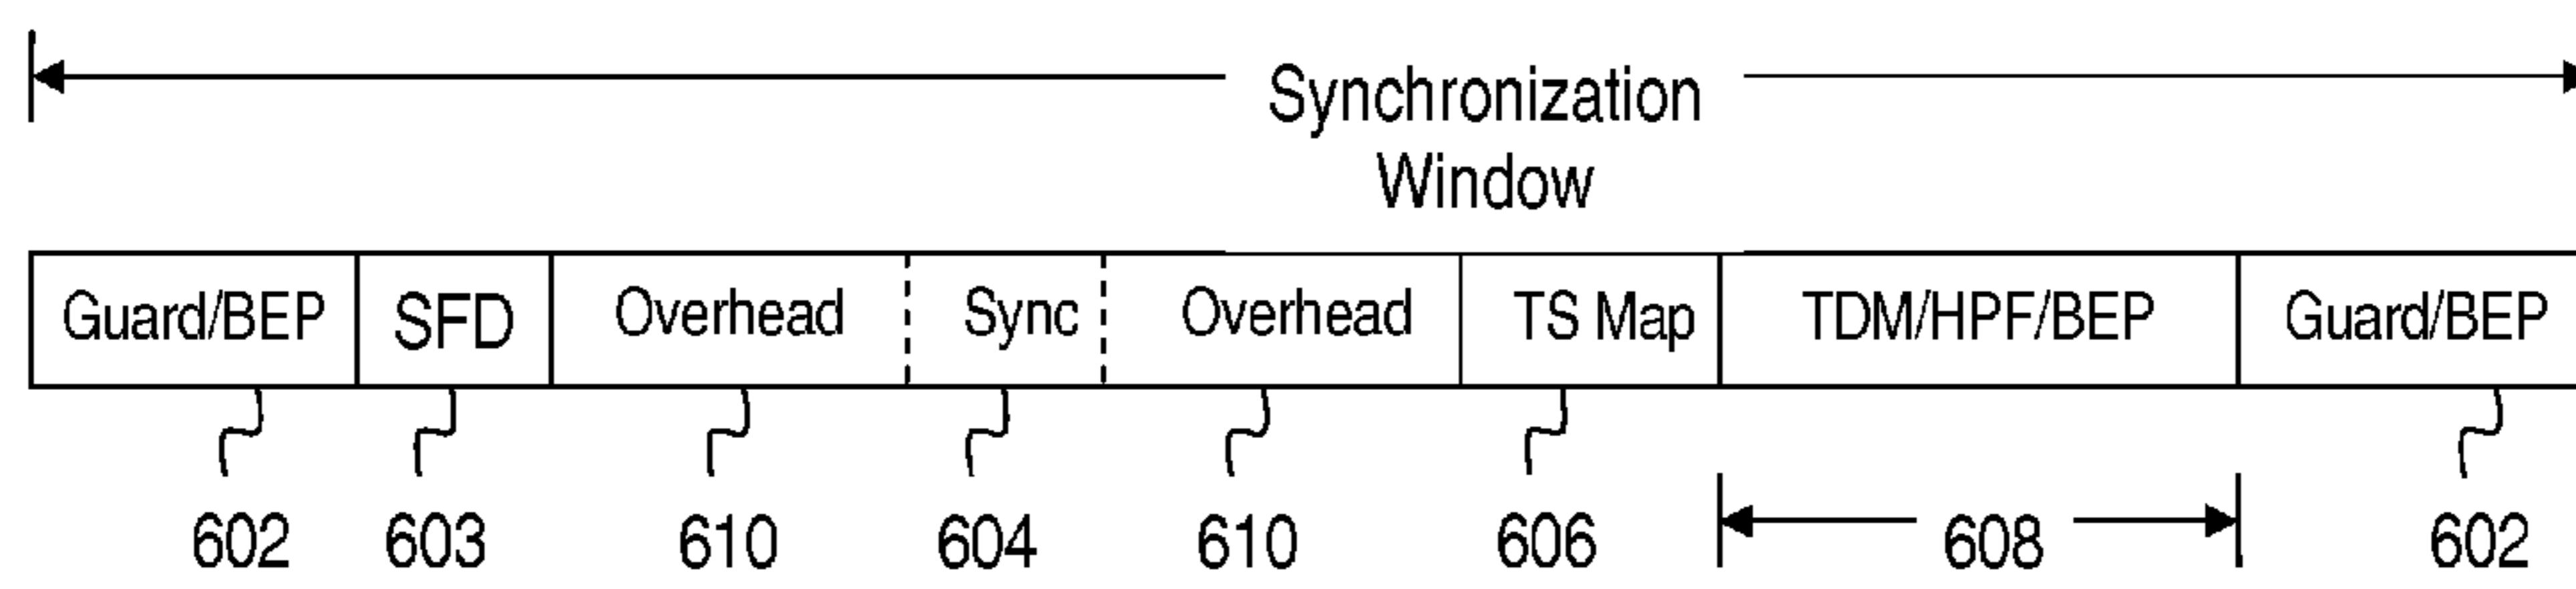 Synchronization
Window
Guard/BEP SFD Overhead Sync Overhead TS Map TDM/HPF/BEP Guard/BEP
602 603 610 604 610 606 608 602